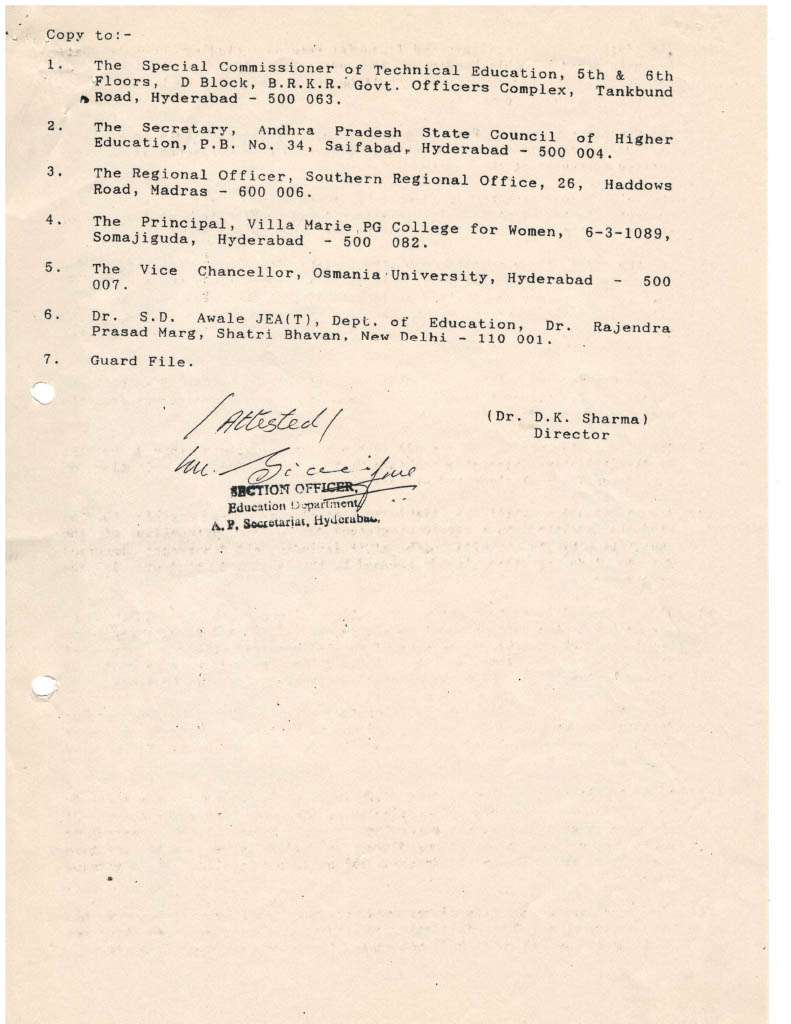 Copy to:-
1. The Special Commissioner of Technical Education, 5th & 6th
Floors, D Block, B.R.K.R. Govt. Officers Complex, Tankbund
Road, Hyderabad - 500 063.
2. The Secretary, Andhra Pradesh State Council of Higher
Education, P.B. No. 34, Saifabad, Hyderabad - 500 004.
3. The Regional Officer, Southern Regional Office, 26, Haddows
Road, Madras - 600 006.
4. The Principal, Villa Marie PG College for Women, 6-3-1089,
Somajiguda, Hyderabad - 500 082.
5. The Vice Chancellor, Osmania University, Hyderabad - 500
007.
6. Dr. S.D. Awale JEA(T), Dept. of Education, Dr. Rajendra
Prasad Marg, Shatri Bhavan, New Delhi - 110 001.
7. Guard File.
(Dr. D.K. Sharma)
Director
/Attested/
SECTION OFFICER,
Education Department,
A.P. Secretariat, Hyderabad.